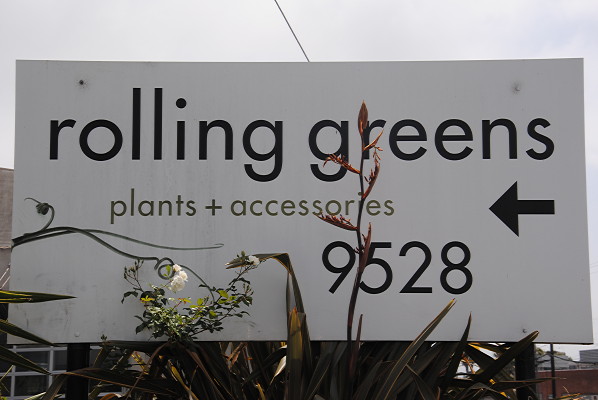 rolling greens
plants + accessories
9528